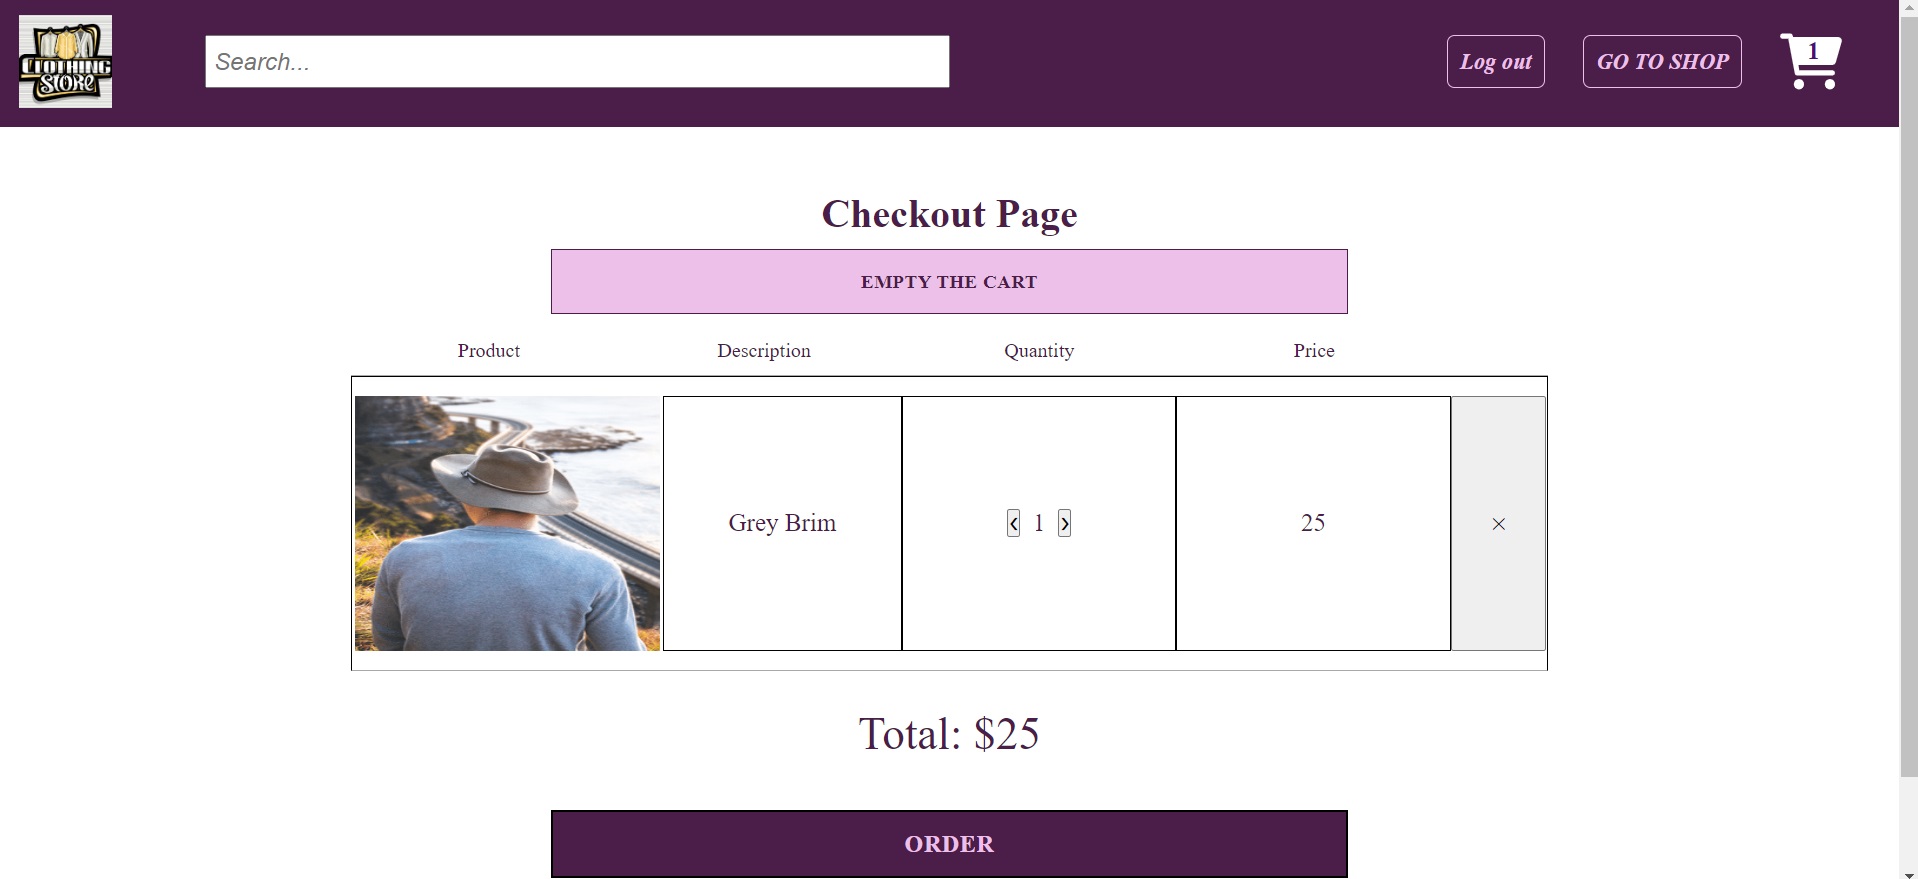 CLOTHING
STORE
Search...
Log out
GO TO SHOP
1
Checkout Page
EMPTY THE CART
Product Description Quantity Price
Grey Brim ‹ 1 › 25 ×
Total: $25
ORDER